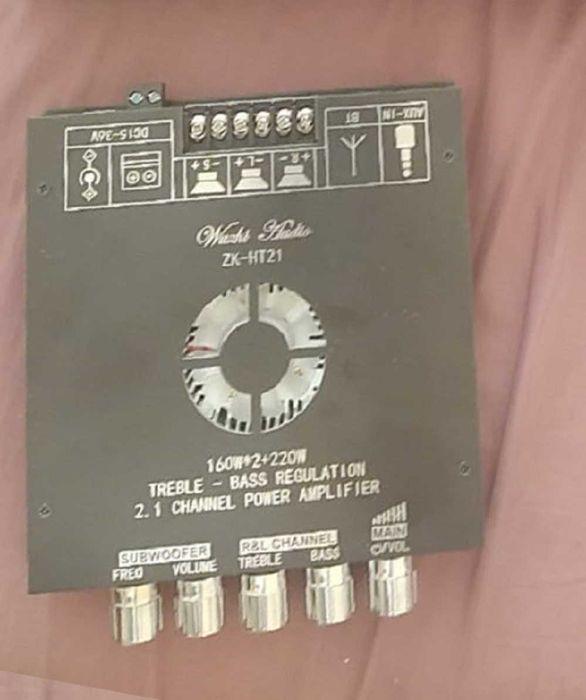 DC15-36V
BT
AUX-IN
+S-
-L+
+R-
Wuzhi Audio
ZK-HT21
160W*2+220W
TREBLE - BASS REGULATION
2.1 CHANNEL POWER AMPLIFIER
SUBWOOFER
FREQ VOLUME
R&L CHANNEL
TREBLE BASS
MAIN
C\/VOL